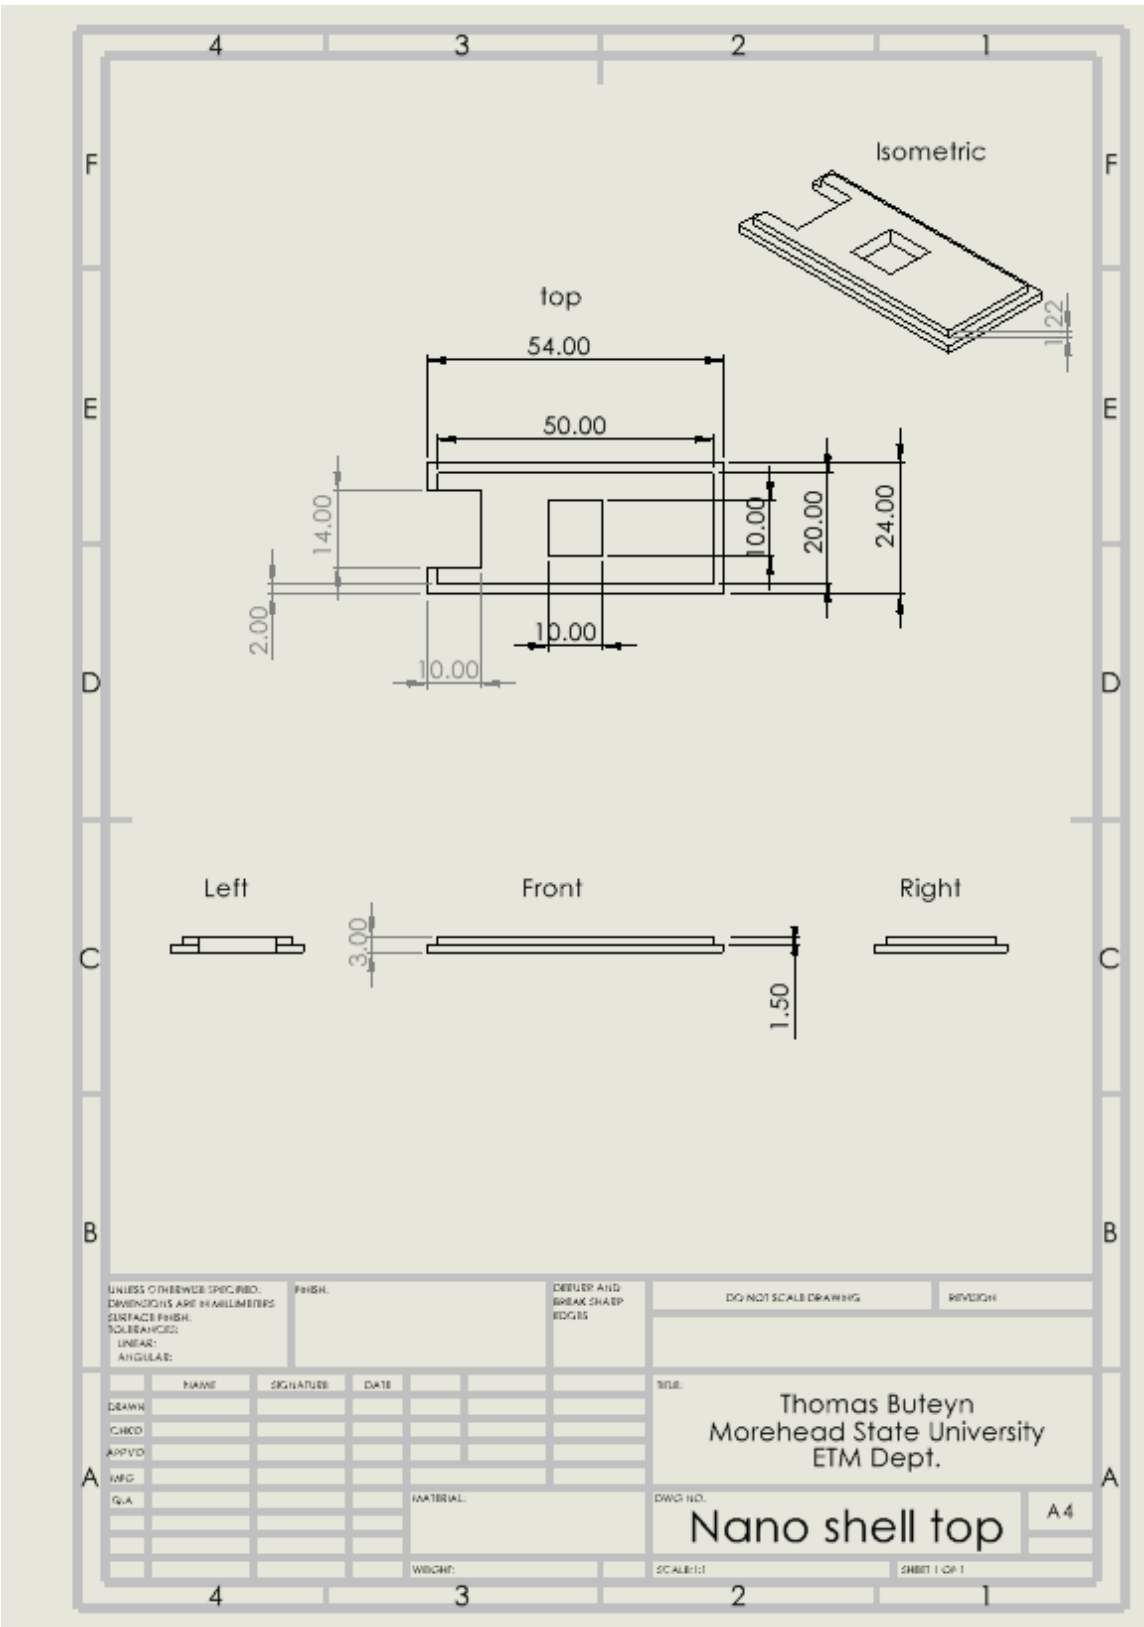 4 3 2 1
F F
Isometric
1.22
top
54.00
E E
50.00
14.00
10.00
20.00
24.00
2.00
10.00
10.00
D D
Left Front Right
3.00
C C
1.50
B B
UNLESS OTHERWISE SPECIFIED:
DIMENSIONS ARE IN MILLIMETERS
SURFACE FINISH:
TOLERANCES:
LINEAR:
ANGULAR:
FINISH:
DEBURR AND
BREAK SHARP
EDGES
DO NOT SCALE DRAWING
REVISION
NAME SIGNATURE DATE
DRAWN
CHK'D
APPV'D
MFG
Q.A
MATERIAL:
WEIGHT:
TITLE:
Thomas Buteyn
Morehead State University
ETM Dept.
A A
DWG NO.
Nano shell top
A4
SCALE:1:1
SHEET 1 OF 1
4 3 2 1